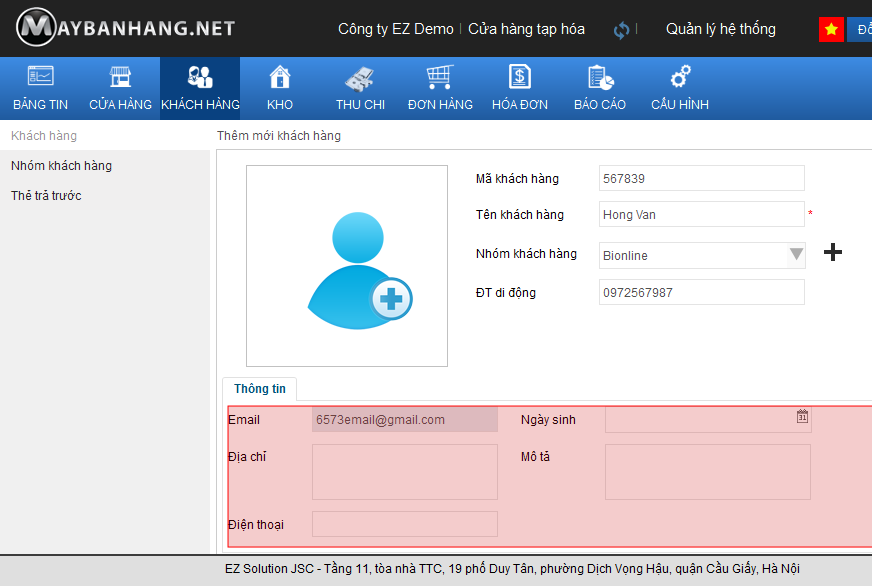 MAYBANHANG.NET
Công ty EZ Demo | Cửa hàng tạp hóa | Quản lý hệ thống
BẢNG TIN CỬA HÀNG KHÁCH HÀNG KHO THU CHI ĐƠN HÀNG HÓA ĐƠN BÁO CÁO CẤU HÌNH
Khách hàng
Thêm mới khách hàng
Nhóm khách hàng
Thẻ trả trước
Mã khách hàng 567839
Tên khách hàng Hong Van *
Nhóm khách hàng Bionline
ĐT di động 0972567987
Thông tin
Email 6573email@gmail.com Ngày sinh 31
Địa chỉ Mô tả
Điện thoại
EZ Solution JSC - Tầng 11, tòa nhà TTC, 19 phố Duy Tân, phường Dịch Vọng Hậu, quận Cầu Giấy, Hà Nội